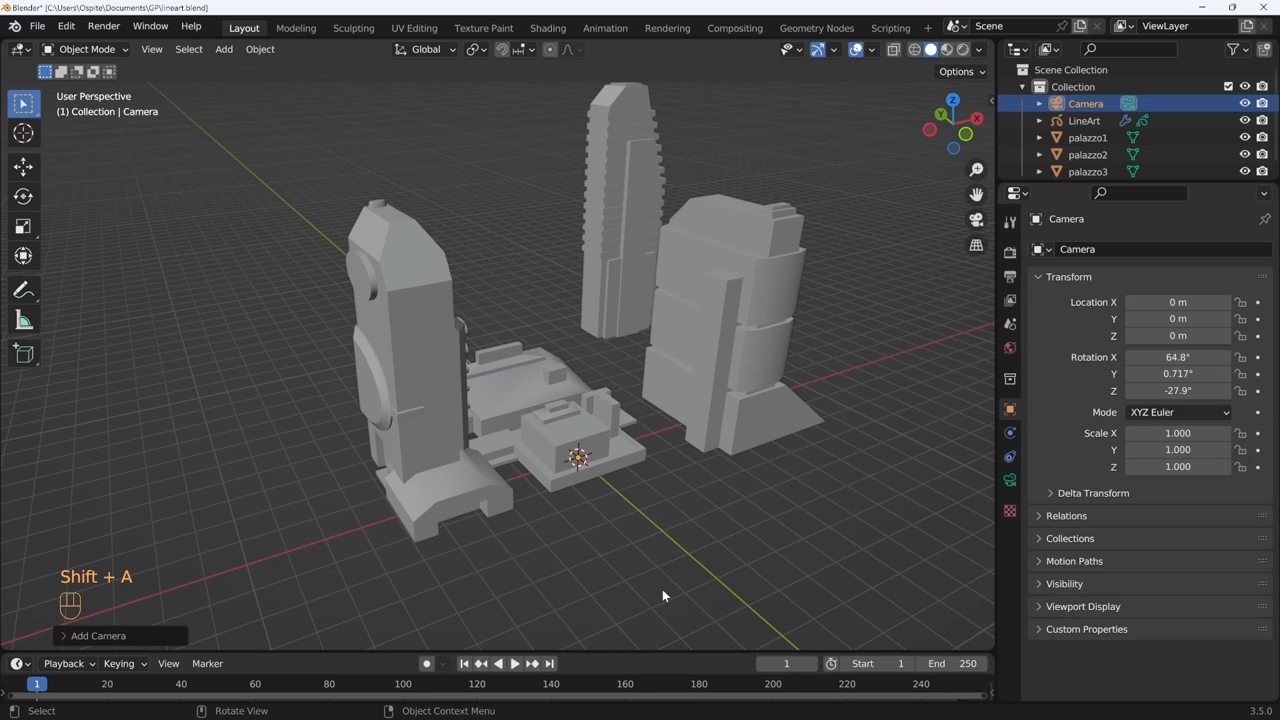 Blender* [C:\Users\Ospite\Documents\GP\lineart.blend]
File Edit Render Window Help Layout Modeling Sculpting UV Editing Texture Paint Shading Animation Rendering Compositing Geometry Nodes Scripting + Scene ViewLayer
Object Mode View Select Add Object Global
Options
User Perspective
(1) Collection | Camera
Z
Y
X
Scene Collection
Collection
Camera
LineArt
palazzo1
palazzo2
palazzo3
Camera
Camera
Transform
Location X 0 m
Y 0 m
Z 0 m
Rotation X 64.8°
Y 0.717°
Z -27.9°
Mode XYZ Euler
Scale X 1.000
Y 1.000
Z 1.000
Delta Transform
Relations
Collections
Motion Paths
Visibility
Viewport Display
Custom Properties
Shift + A
Add Camera
Playback Keying View Marker 1 Start 1 End 250
1 20 40 60 80 100 120 140 160 180 200 220 240
Select Rotate View Object Context Menu 3.5.0